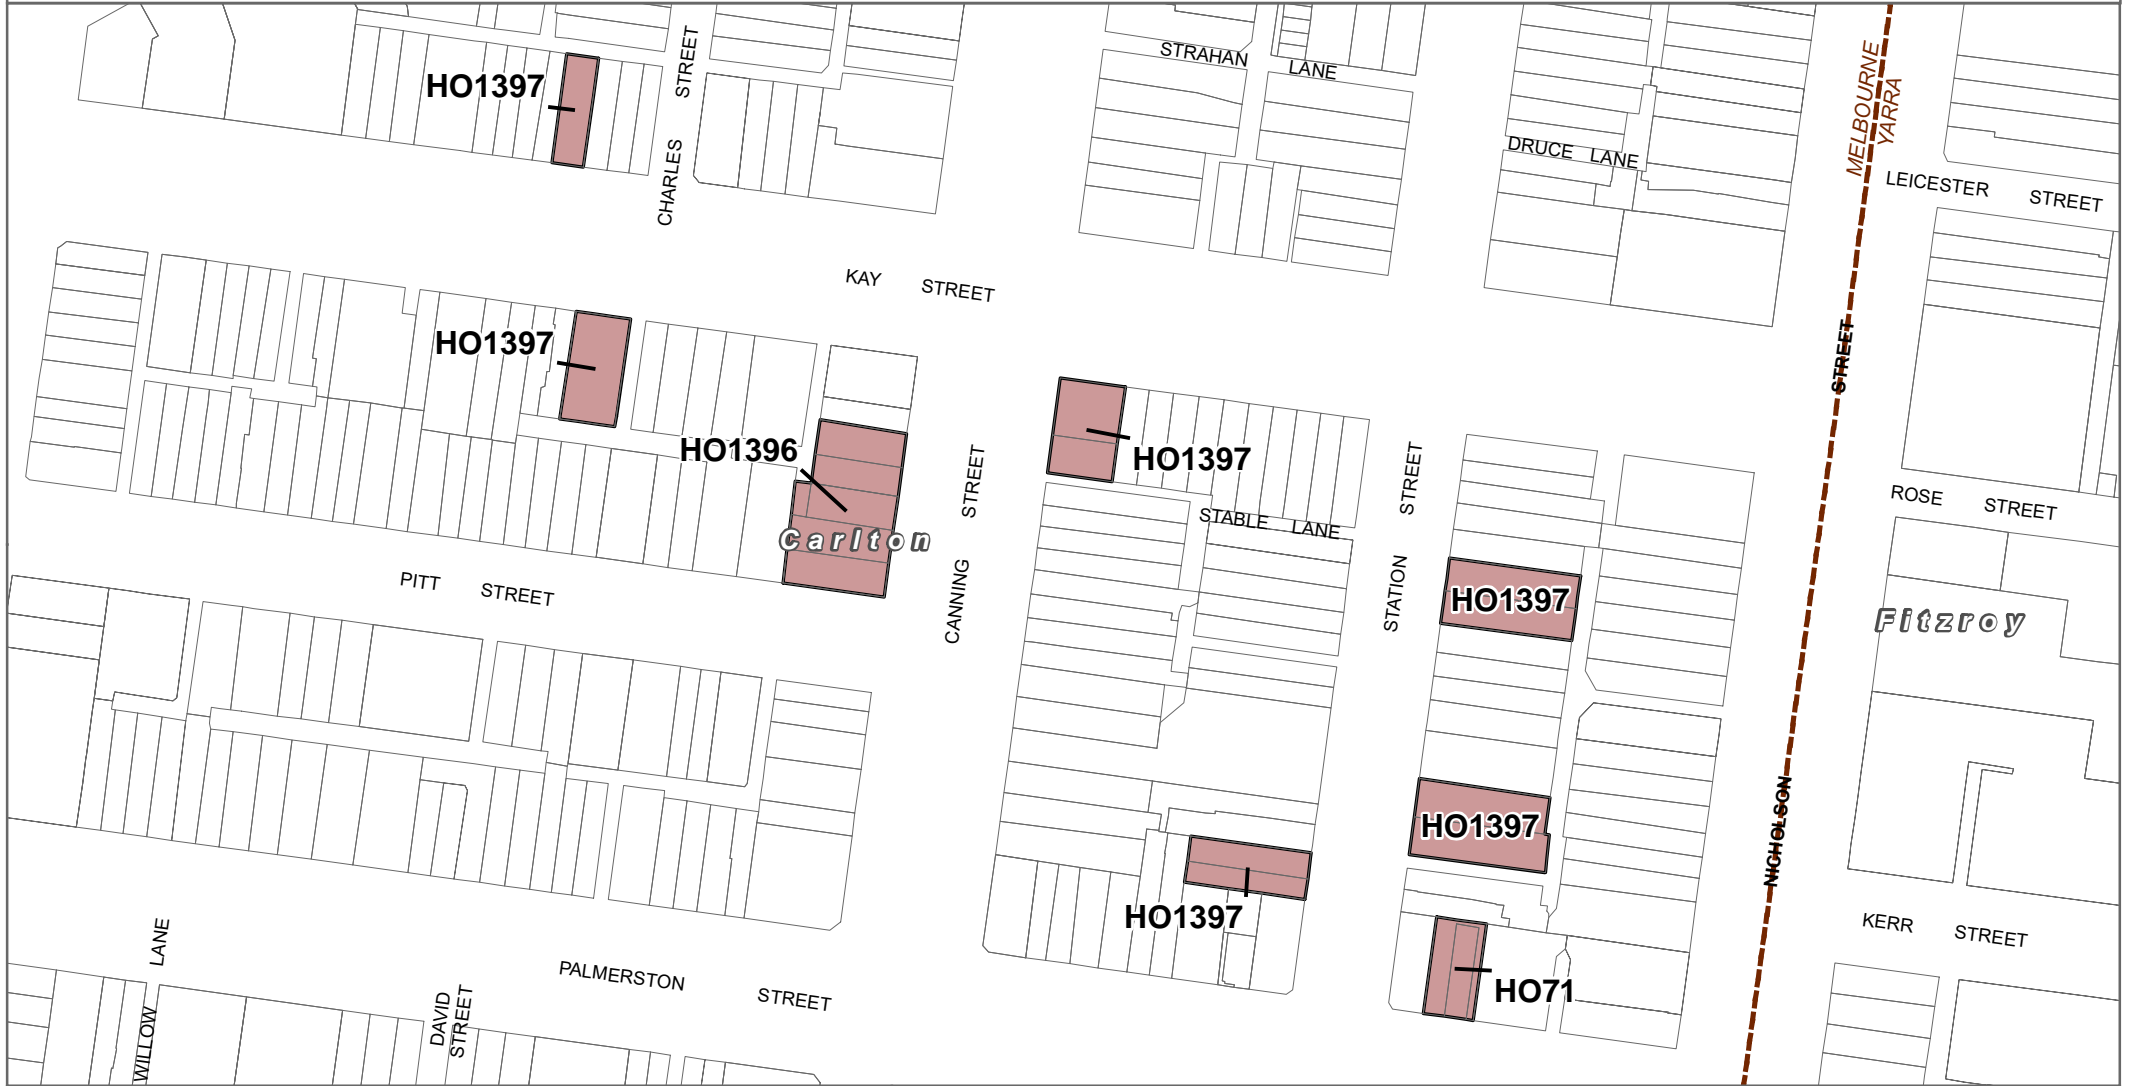 STRAHAN LANE
HO1397
CHARLES STREET
MELBOURNE
YARRA
DRUCE LANE
LEICESTER STREET
KAY STREET
HO1397
STREET
HO1396
HO1397
STABLE LANE
ROSE STREET
Carlton
CANNING STREET
STATION STREET
PITT STREET
HO1397
Fitzroy
HO1397
NICHOLSON
HO1397
KERR STREET
WILLOW LANE
PALMERSTON STREET
DAVID STREET
HO71